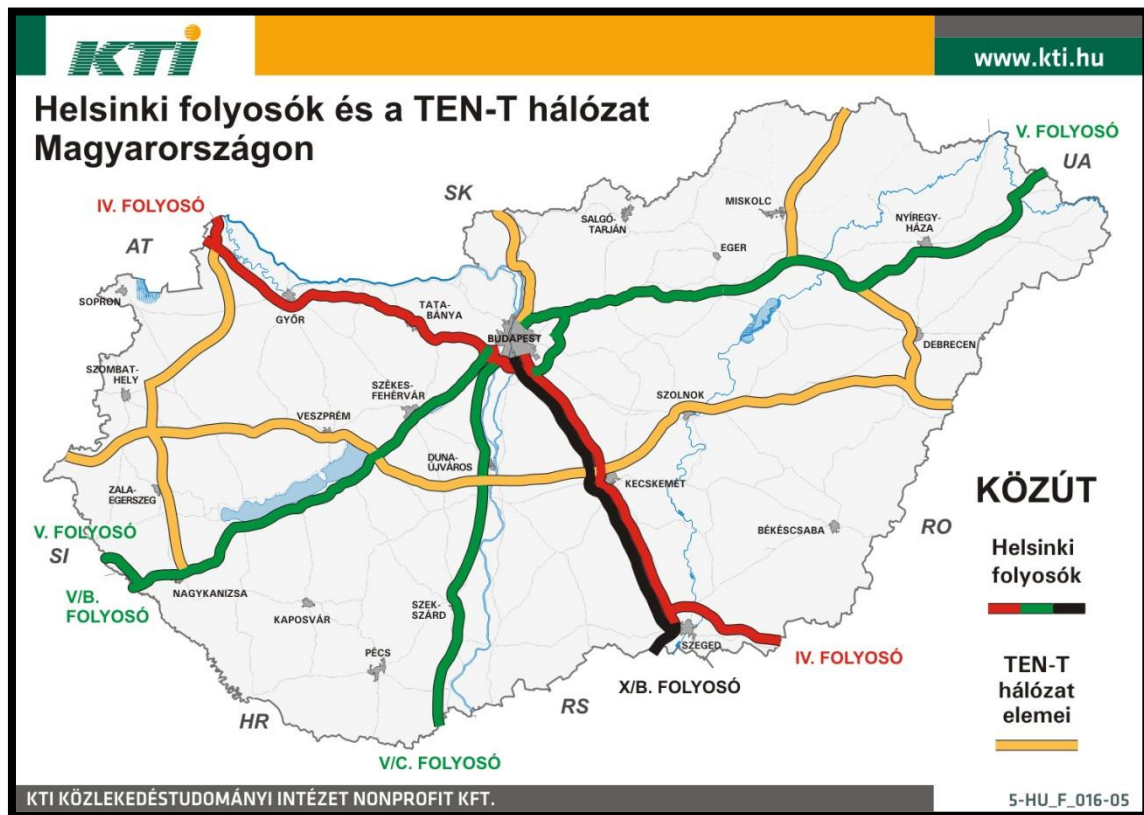 KTI
www.kti.hu
Helsinki folyosók és a TEN-T hálózat
Magyarországon
V. FOLYOSÓ
UA
SK
IV. FOLYOSÓ
AT
SALGÓ-
TARJÁN
MISKOLC
NYÍREGY-
HÁZA
EGER
SOPRON
GYŐR
TATA-
BÁNYA
BUDAPEST
DEBRECEN
SZOMBAT-
HELY
SZÈKES-
FEHÉRVÁR
VESZPRÉM
SZOLNOK
DUNA-
ÚJVÁROS
KECSKEMÉT
ZALA-
EGERSZEG
V. FOLYOSÓ
SI
BÉKÉSCSABA
RO
V/B.
FOLYOSÓ
NAGYKANIZSA
KAPOSVÁR
SZEK-
SZÁRD
PÉCS
SZEGED
IV. FOLYOSÓ
X/B. FOLYOSÓ
HR
RS
V/C. FOLYOSÓ
KÖZÚT
Helsinki
folyosók
TEN-T
hálózat
elemei
KTI KÖZLEKEDÉSTUDOMÁNYI INTÉZET NONPROFIT KFT.
5-HU_F_016-05